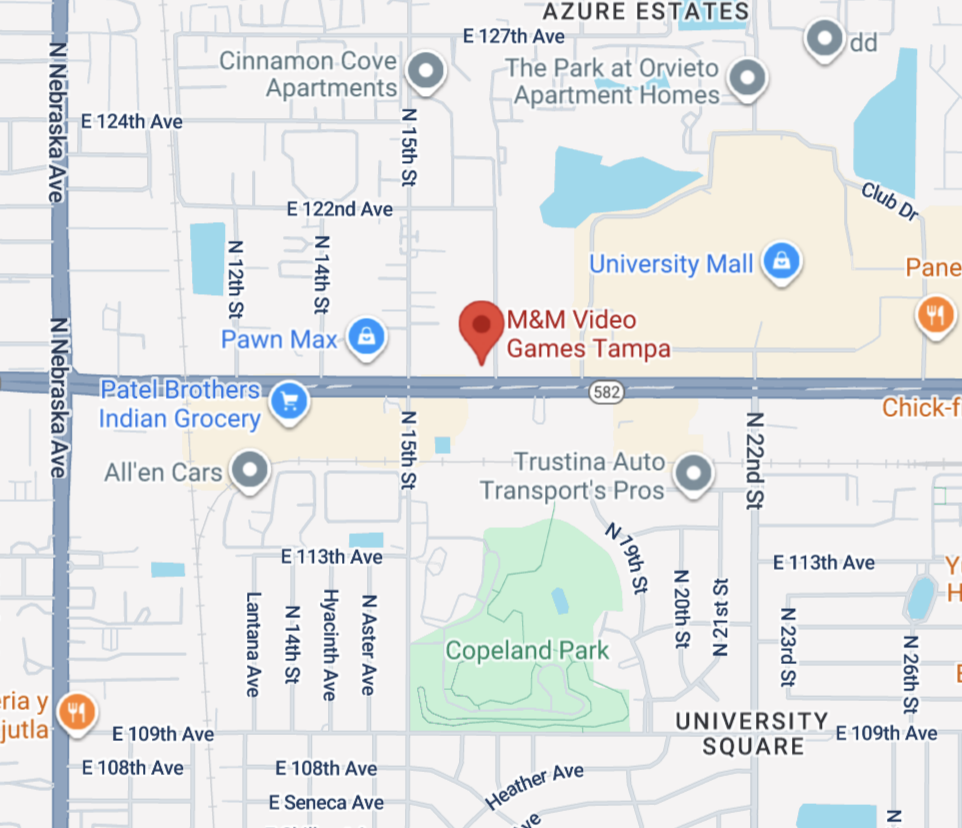 AZURE ESTATES
E 127th Ave
dd
Cinnamon Cove
Apartments
The Park at Orvieto
Apartment Homes
N Nebraska Ave
E 124th Ave
N 15th St
Club Dr
E 122nd Ave
N 12th St
N 14th St
University Mall
Pane
M&M Video
Games Tampa
Pawn Max
N Nebraska Ave
Patel Brothers
Indian Grocery
582
Chick-f
N 15th St
N 22nd St
All'en Cars
Trustina Auto
Transport's Pros
N 19th St
E 113th Ave
E 113th Ave
Y
H
Lantana Ave
N 14th St
Hyacinth Ave
N Aster Ave
N 20th St
N 21st St
N 23rd St
N 26th St
Copeland Park
E
eria y
jutla
UNIVERSITY
SQUARE
E 109th Ave
E 109th Ave
E 108th Ave
E 108th Ave
Heather Ave
E Seneca Ave
ve
N